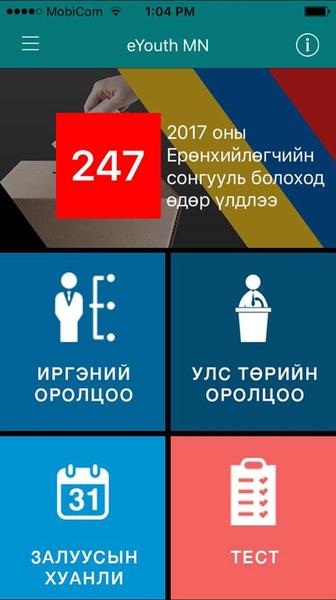 MobiCom 1:04 PM
eYouth MN
247
2017 оны
Ерөнхийлөгчийн
сонгууль болоход
өдөр үлдлээ
ИРГЭНИЙ
ОРОЛЦОО
УЛС ТӨРИЙН
ОРОЛЦОО
31
ЗАЛУУСЫН
ХУАНЛИ
ТЕСТ